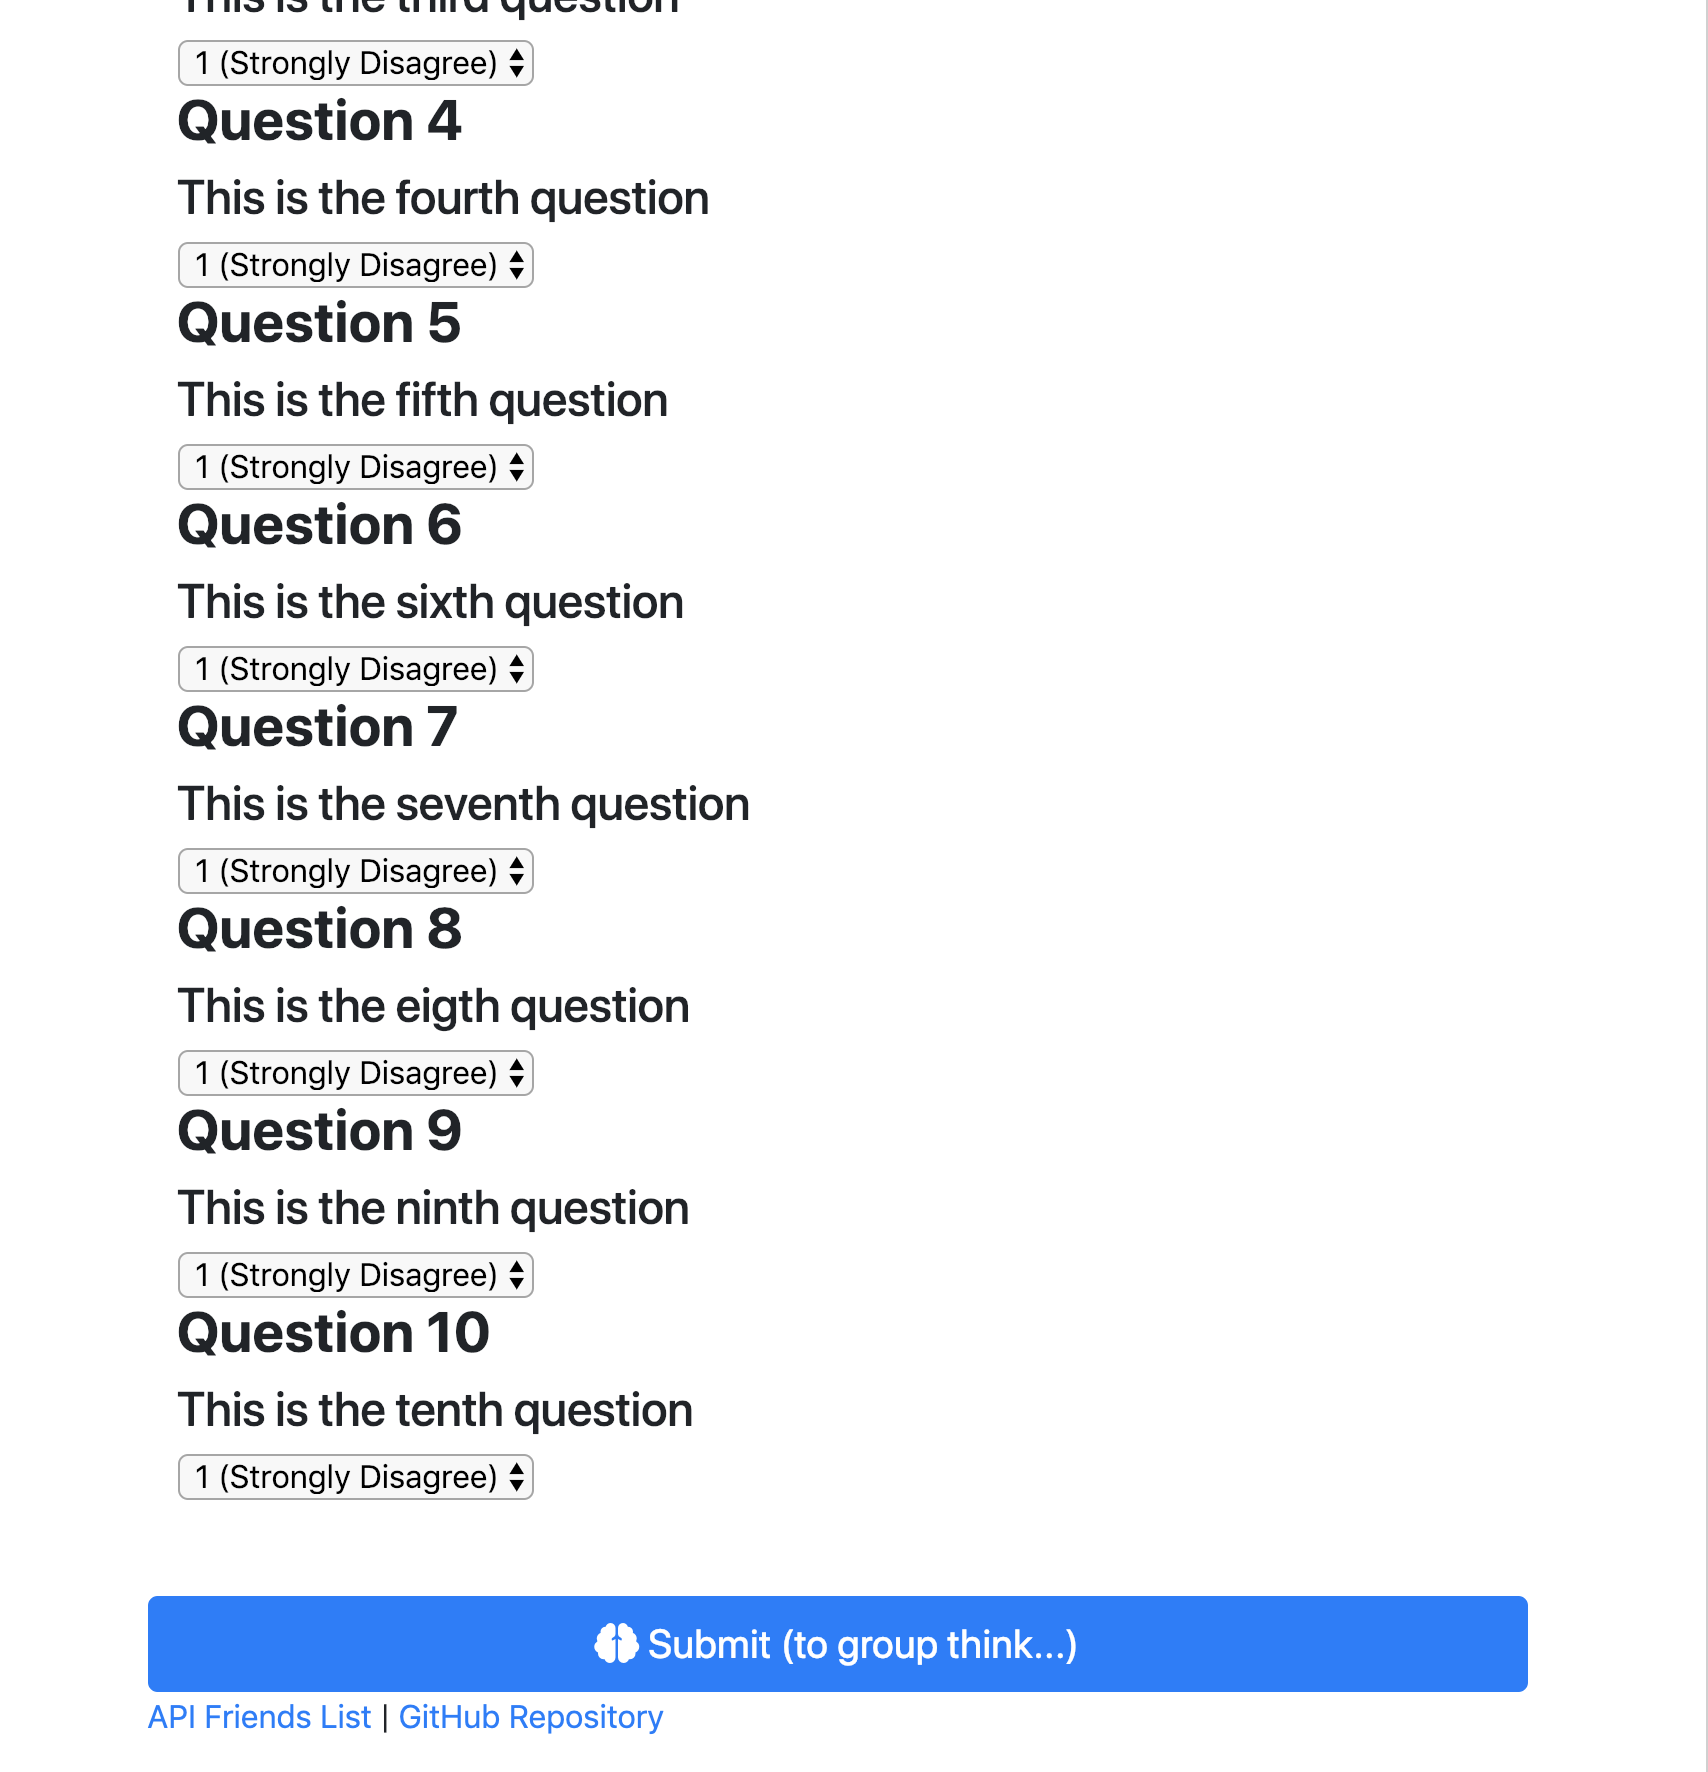 This is the third question
1 (Strongly Disagree)
Question 4
This is the fourth question
1 (Strongly Disagree)
Question 5
This is the fifth question
1 (Strongly Disagree)
Question 6
This is the sixth question
1 (Strongly Disagree)
Question 7
This is the seventh question
1 (Strongly Disagree)
Question 8
This is the eigth question
1 (Strongly Disagree)
Question 9
This is the ninth question
1 (Strongly Disagree)
Question 10
This is the tenth question
1 (Strongly Disagree)
Submit (to group think...)
API Friends List | GitHub Repository